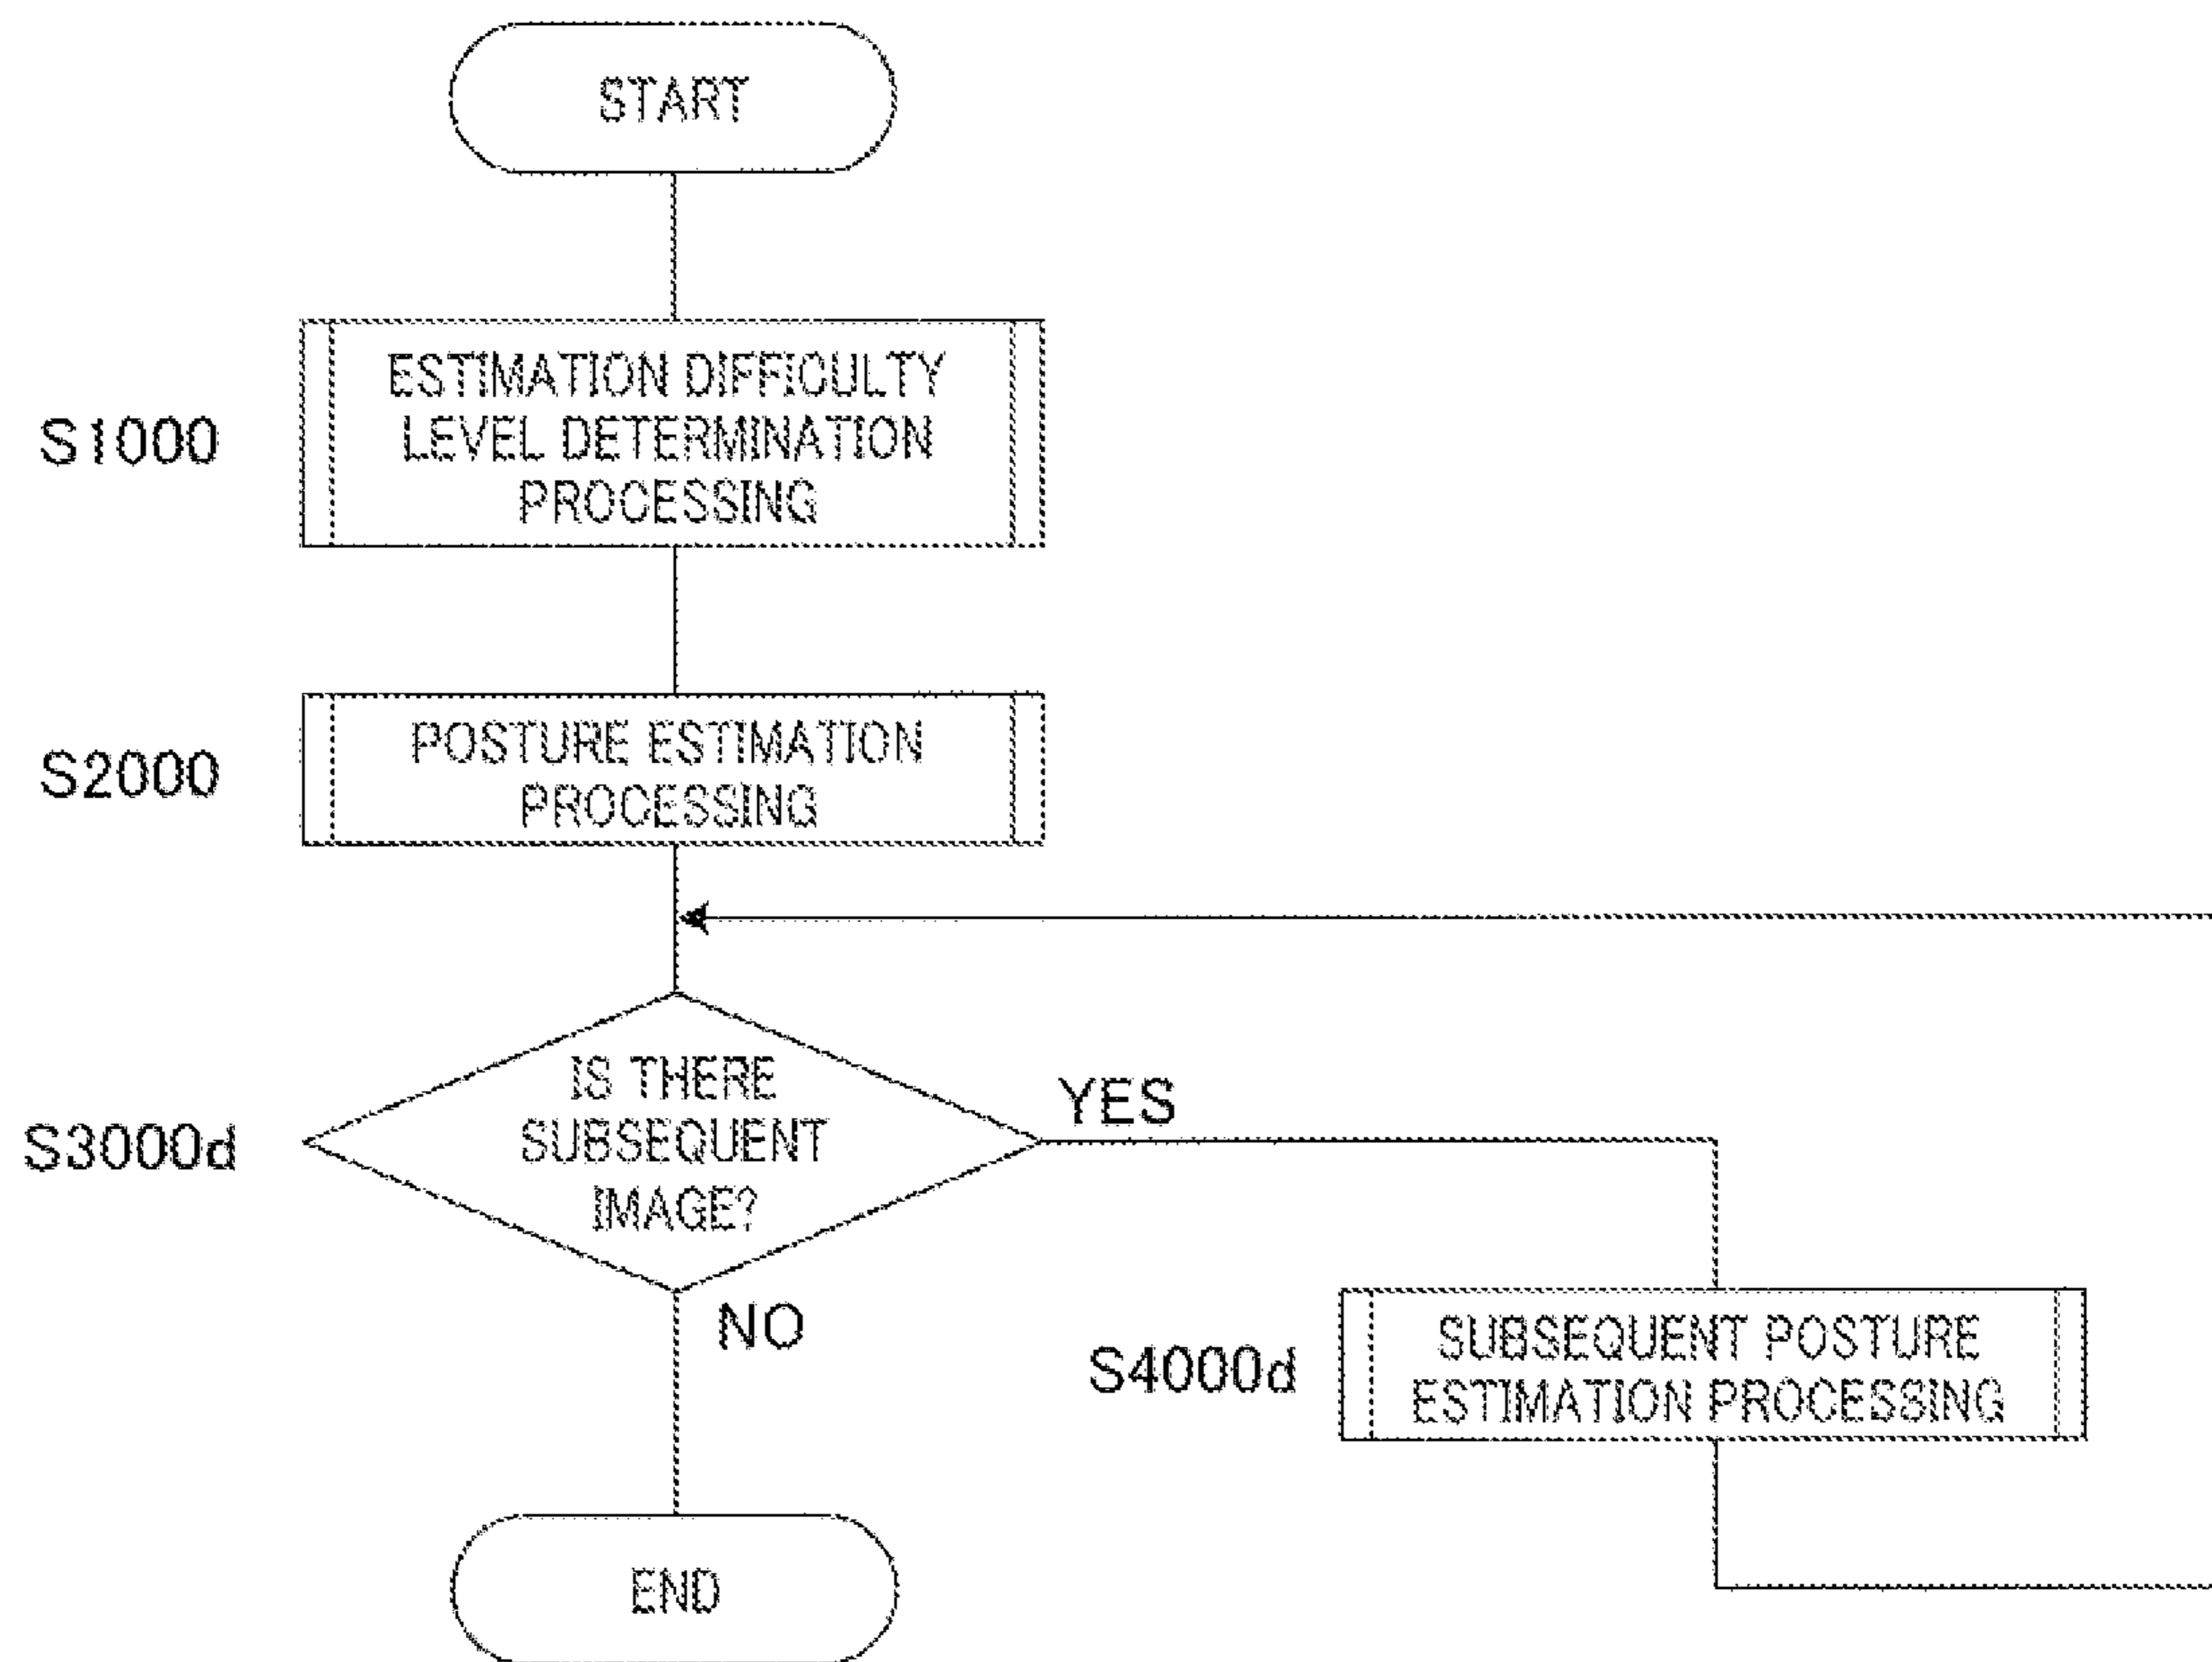 START
S1000
ESTIMATION DIFFICULTY
LEVEL DETERMINATION
PROCESSING
S2000
POSTURE ESTIMATION
PROCESSING
S3000d
IS THERE
SUBSEQUENT
IMAGE?
YES
NO
S4000d
SUBSEQUENT POSTURE
ESTIMATION PROCESSING
END